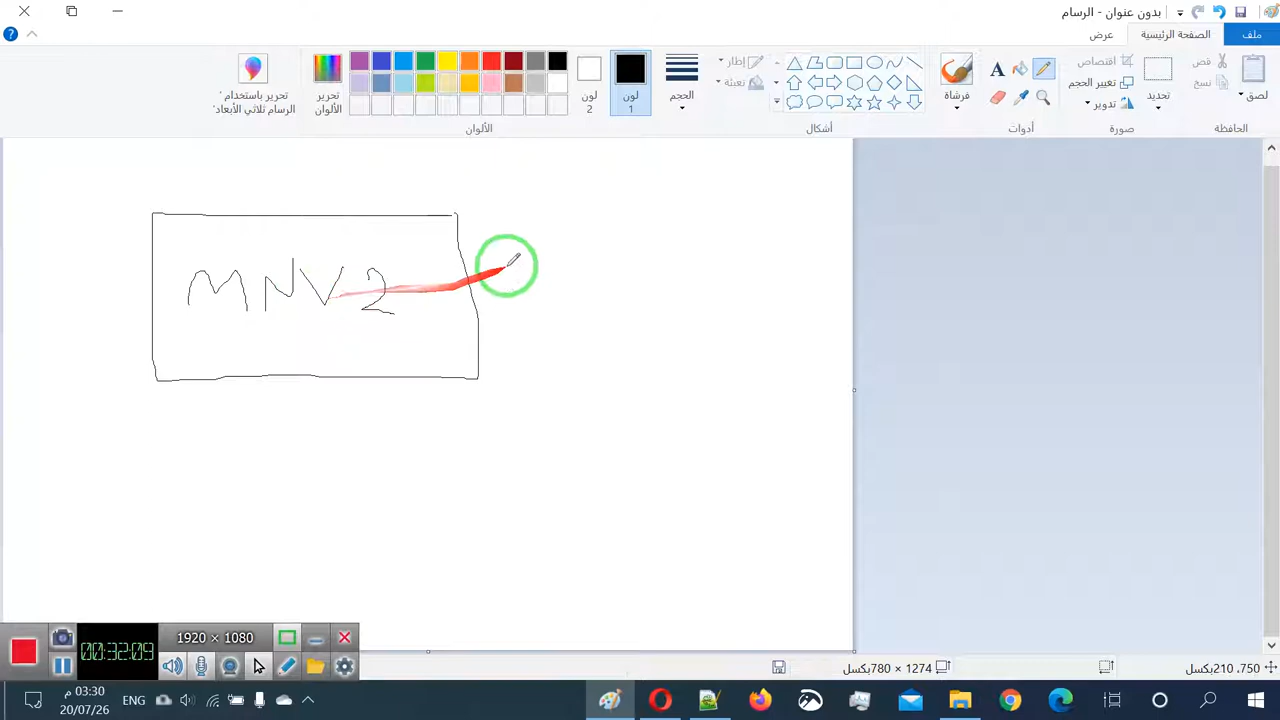 بدون عنوان - الرسام
ملف
الصفحة الرئيسية
عرض
لصق
قص
نسخ
الحافظة
تحديد
اقتصاص
تغيير الحجم
تدوير
صورة
أدوات
فرشاة
إطار
تعبئة
أشكال
الحجم
لون
1
لون
2
الألوان
تحرير
الألوان
تحرير باستخدام
الرسام ثلاثي الأبعاد
MNV2
00:32:09
1920 × 1080
1274 × 780بكسل
750، 210بكسل
ENG
03:30 م
20/07/26